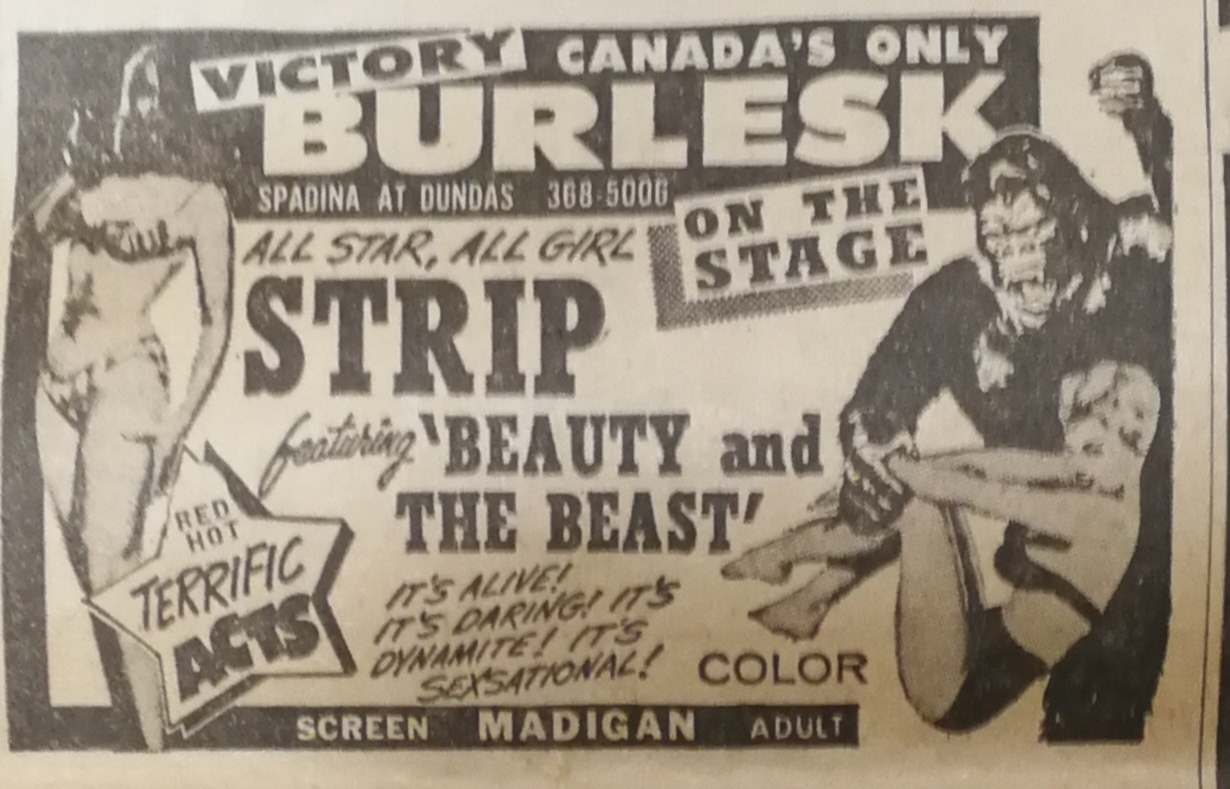 VICTORY CANADA'S ONLY
BURLESK
SPADINA AT DUNDAS 368-5006
ON THE
STAGE
ALL STAR, ALL GIRL
STRIP
featuring 'BEAUTY and
THE BEAST'
RED
HOT
TERRIFIC
ACTS
IT'S ALIVE!
IT'S DARING! IT'S
DYNAMITE! IT'S
SEXSATIONAL!
COLOR
SCREEN MADIGAN ADULT